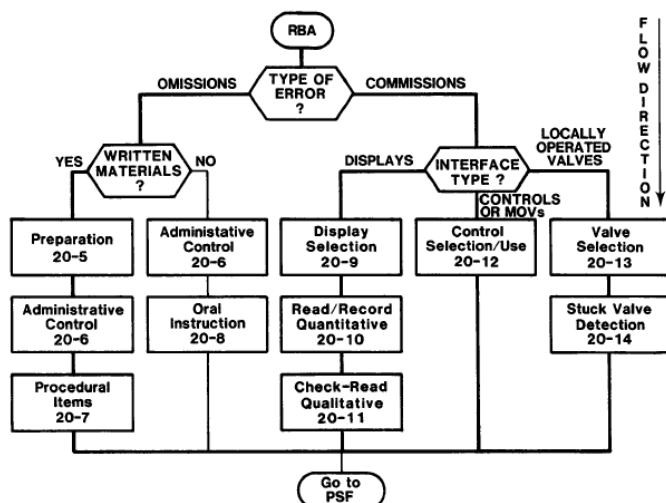 RBA
FLOW DIRECTION
OMISSIONS
TYPE OF
ERROR
?
COMMISSIONS
YES
WRITTEN
MATERIALS
?
NO
DISPLAYS
INTERFACE
TYPE ?
LOCALLY
OPERATED
VALVES
CONTROLS
OR MOVs
Preparation
20-5
Administative
Control
20-6
Display
Selection
20-9
Control
Selection/Use
20-12
Valve
Selection
20-13
Administrative
Control
20-6
Oral
Instruction
20-8
Read/Record
Quantitative
20-10
Stuck Valve
Detection
20-14
Procedural
Items
20-7
Check-Read
Qualitative
20-11
Go to
PSF